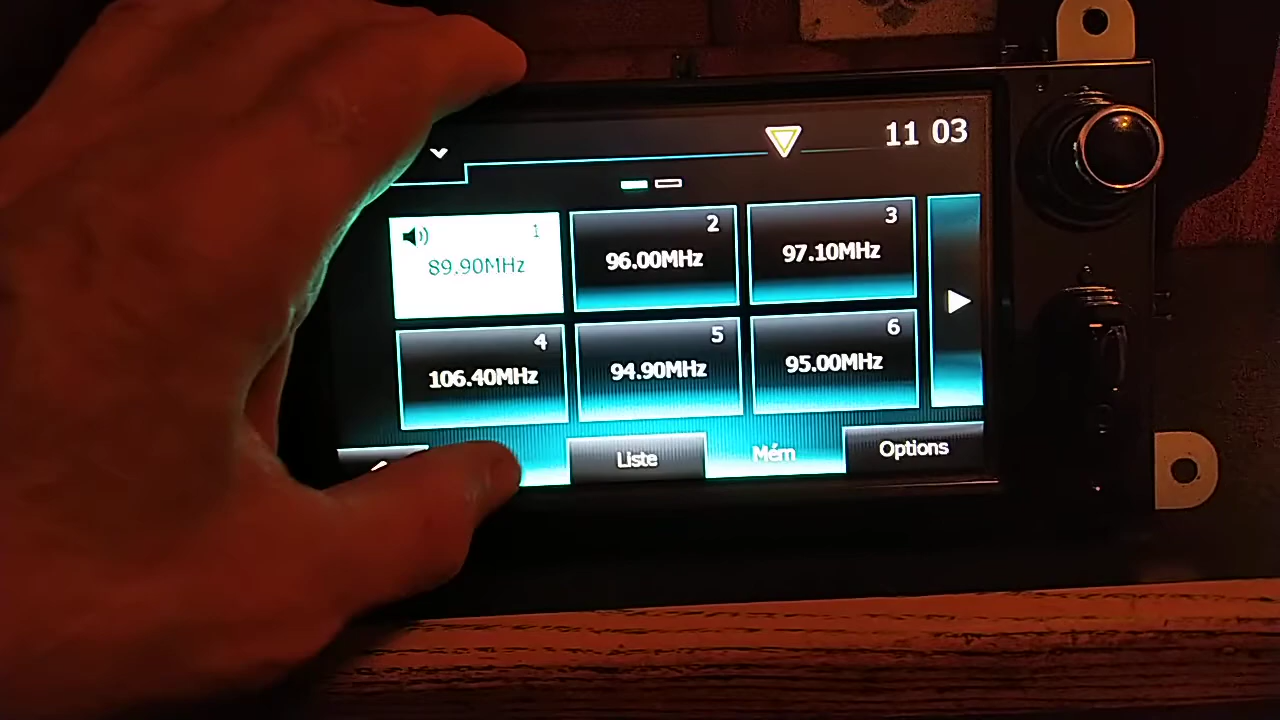 11 03
1
89.90MHz
2
96.00MHz
3
97.10MHz
4
106.40MHz
5
94.90MHz
6
95.00MHz
Liste
Mém
Options